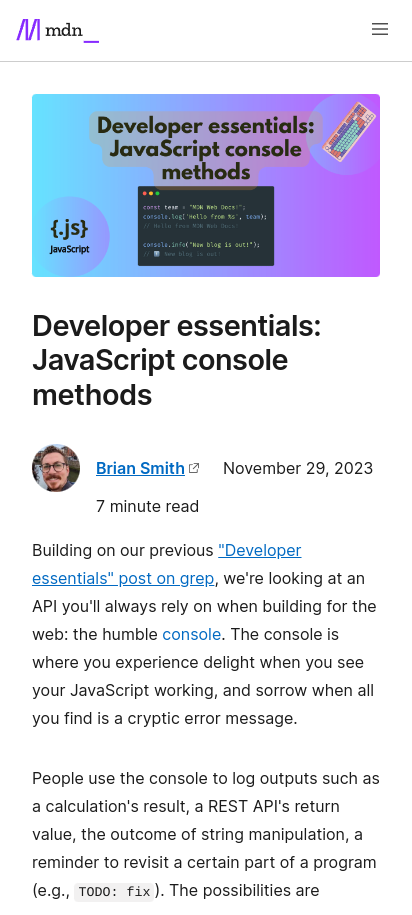 mdn_
Developer essentials:
JavaScript console
methods
const team = "MDN Web Docs!";
console.log('Hello from %s', team);
// Hello from MDN Web Docs!
console.info("New blog is out!");
// New blog is out!
{.js}
JavaScript
Developer essentials:
JavaScript console
methods
Brian Smith November 29, 2023
7 minute read
Building on our previous "Developer
essentials" post on grep, we're looking at an
API you'll always rely on when building for the
web: the humble console. The console is
where you experience delight when you see
your JavaScript working, and sorrow when all
you find is a cryptic error message.
People use the console to log outputs such as
a calculation's result, a REST API's return
value, the outcome of string manipulation, a
reminder to revisit a certain part of a program
(e.g., TODO: fix). The possibilities are